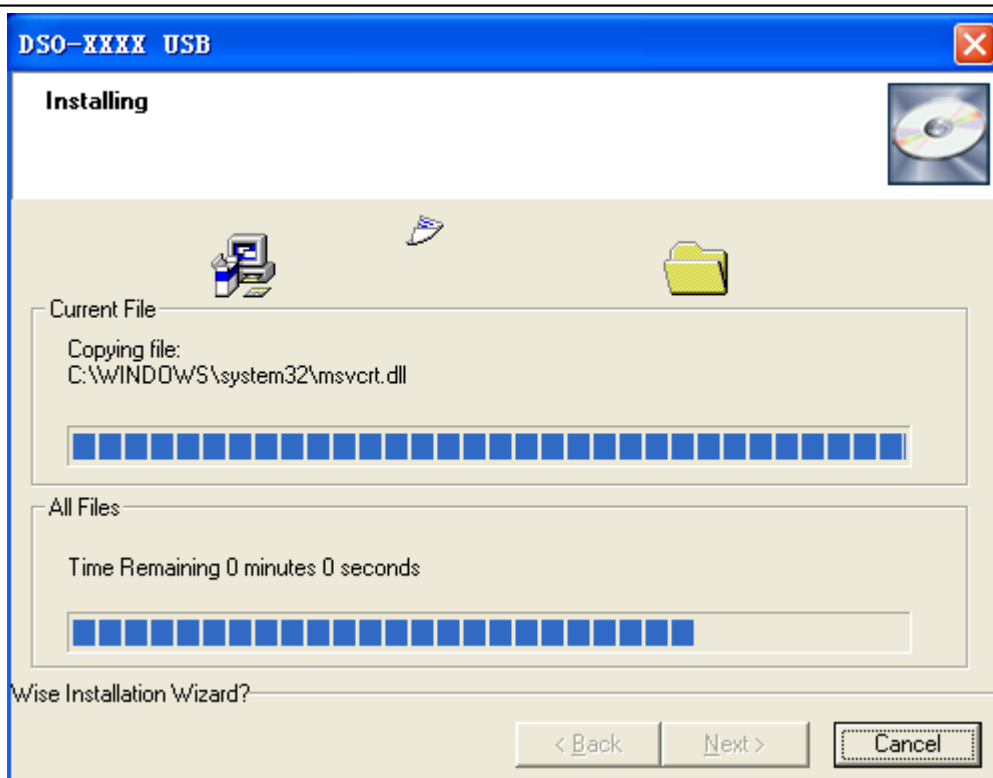 DSO-XXXX USB
Installing
Current File
Copying file:
C:\WINDOWS\system32\msvcrt.dll
All Files
Time Remaining 0 minutes 0 seconds
Wise Installation Wizard?
< Back Next > Cancel